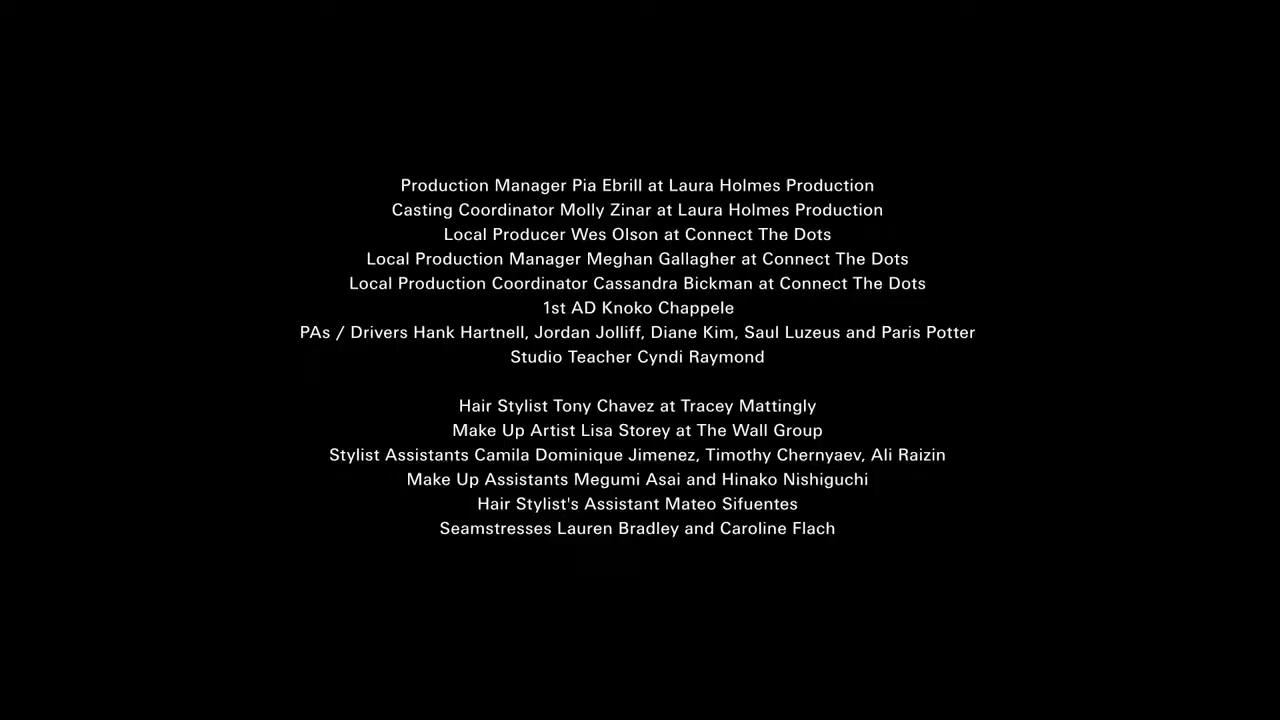 Production Manager Pia Ebrill at Laura Holmes Production
Casting Coordinator Molly Zinar at Laura Holmes Production
Local Producer Wes Olson at Connect The Dots
Local Production Manager Meghan Gallagher at Connect The Dots
Local Production Coordinator Cassandra Bickman at Connect The Dots
1st AD Knoko Chappele
PAs / Drivers Hank Hartnell, Jordan Jolliff, Diane Kim, Saul Luzeus and Paris Potter
Studio Teacher Cyndi Raymond
Hair Stylist Tony Chavez at Tracey Mattingly
Make Up Artist Lisa Storey at The Wall Group
Stylist Assistants Camila Dominique Jimenez, Timothy Chernyaev, Ali Raizin
Make Up Assistants Megumi Asai and Hinako Nishiguchi
Hair Stylist's Assistant Mateo Sifuentes
Seamstresses Lauren Bradley and Caroline Flach